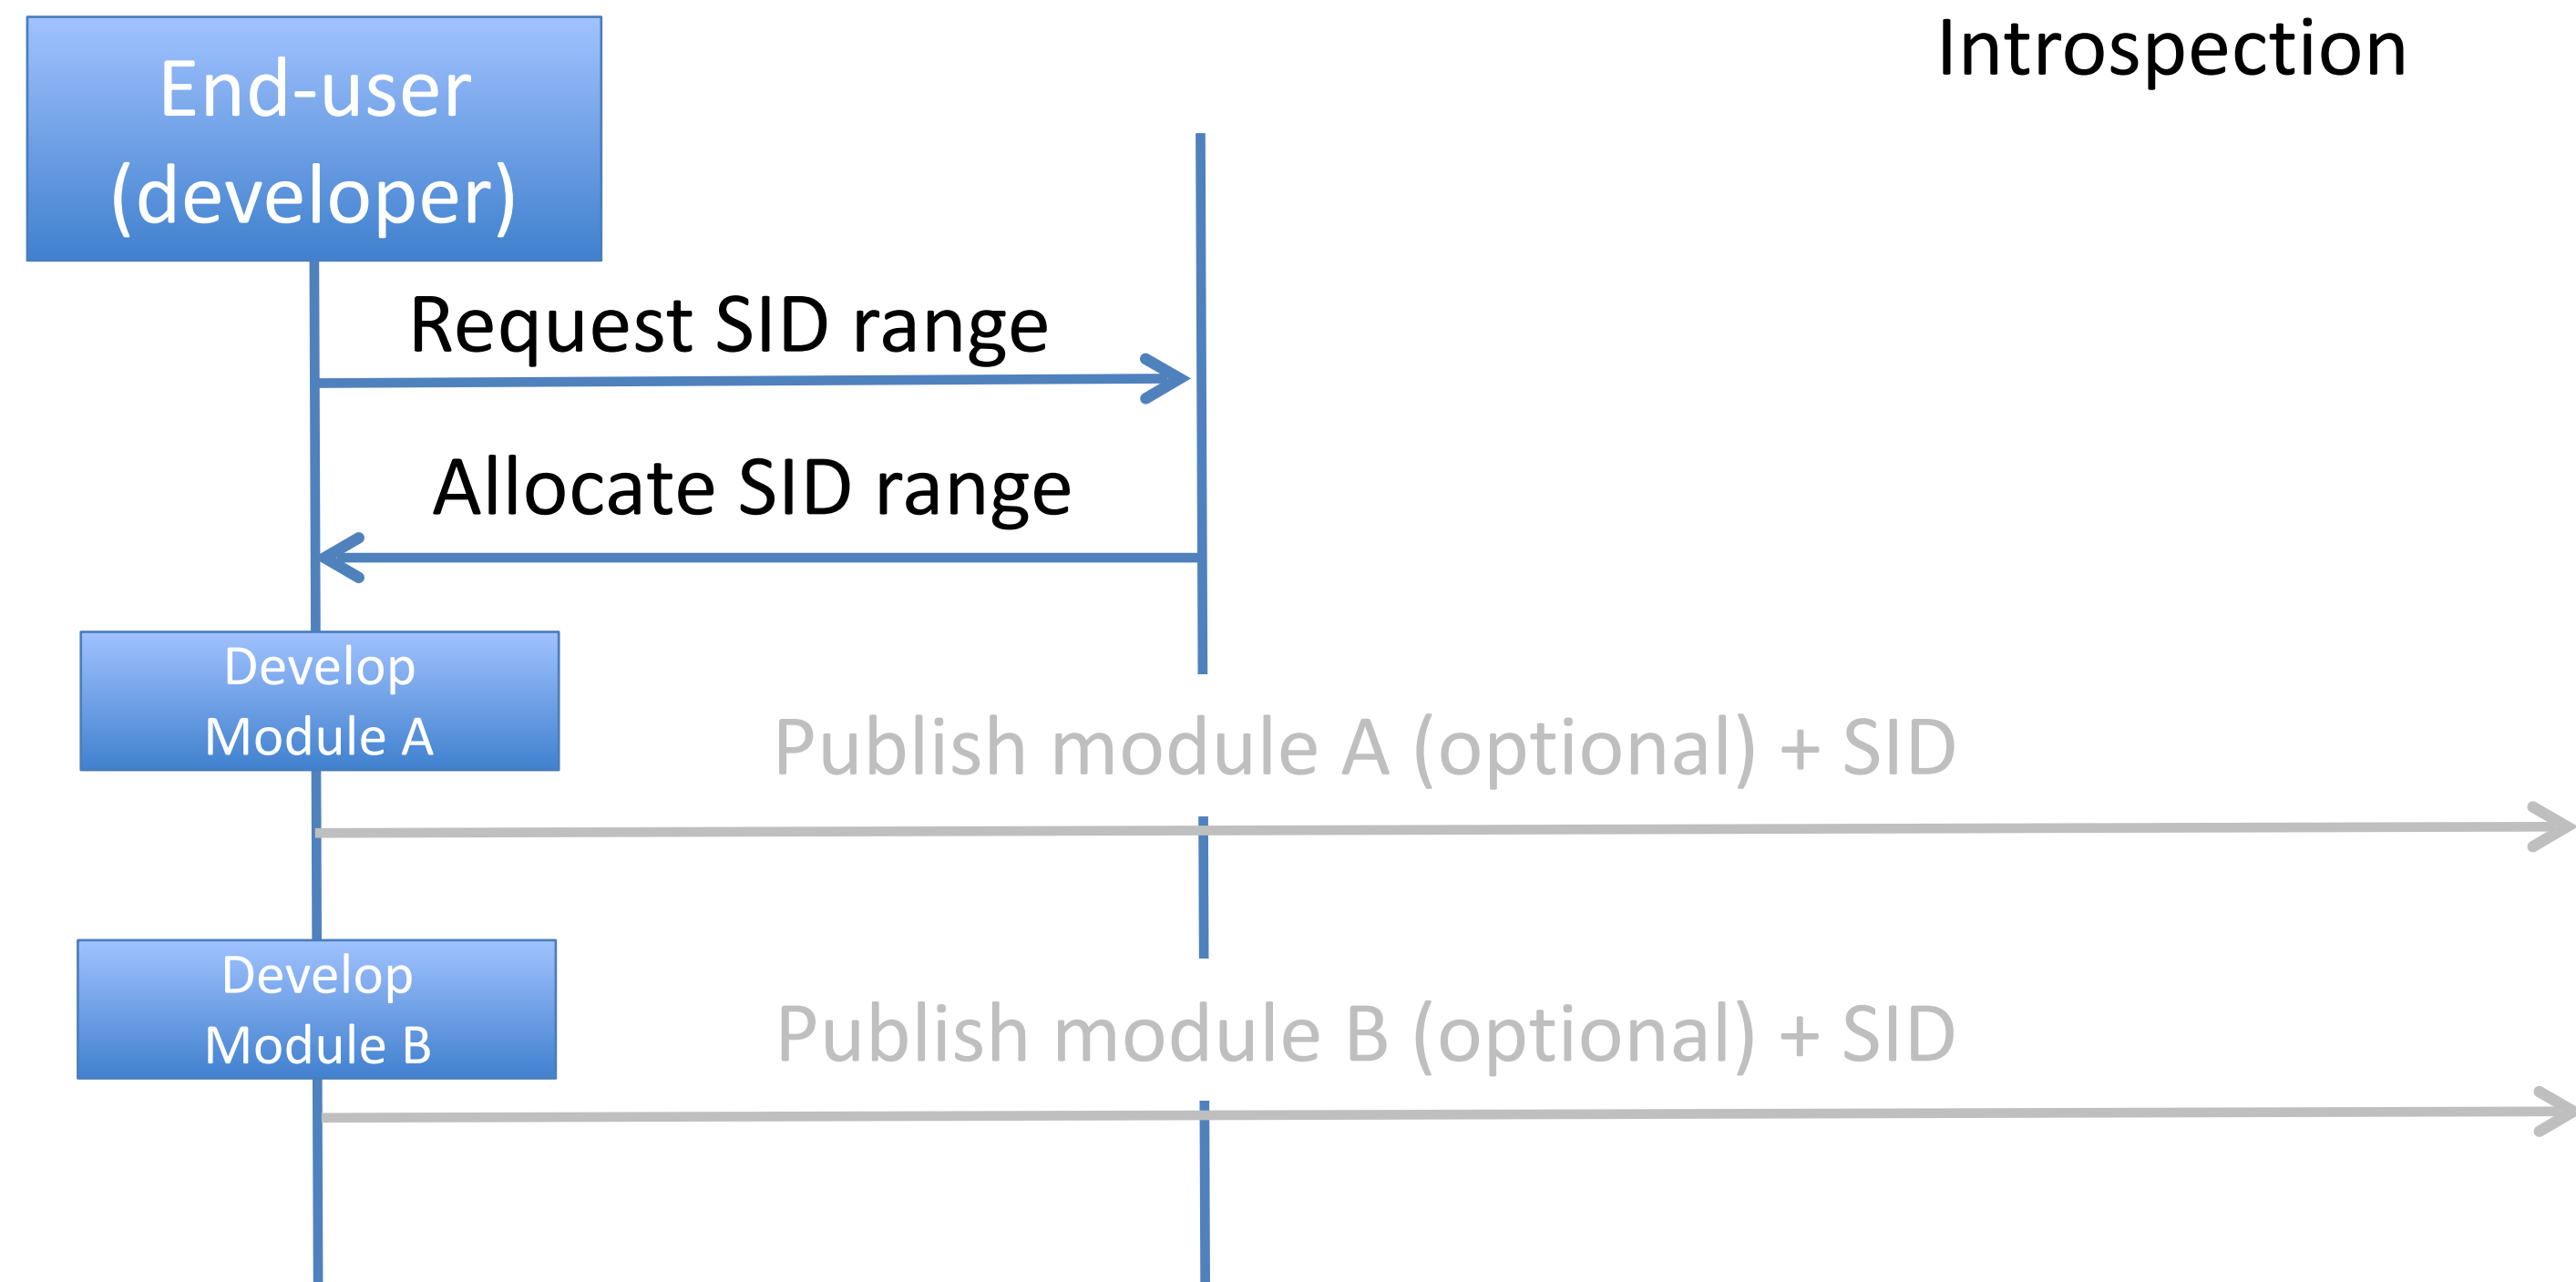 End-user
(developer)
Introspection
Request SID range
Allocate SID range
Develop
Module A
Publish module A (optional) + SID
Develop
Module B
Publish module B (optional) + SID